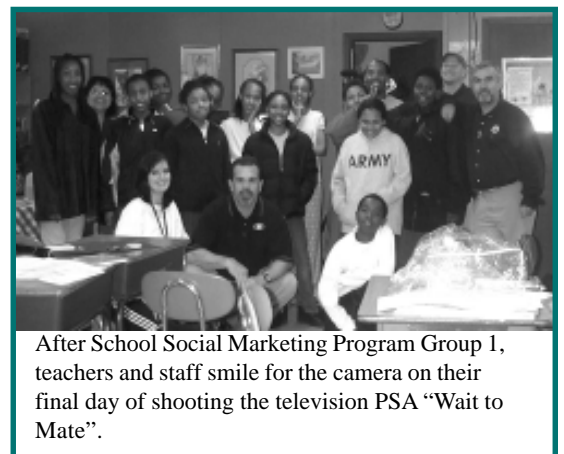 ARMY
After School Social Marketing Program Group 1,
teachers and staff smile for the camera on their
final day of shooting the television PSA “Wait to
Mate”.